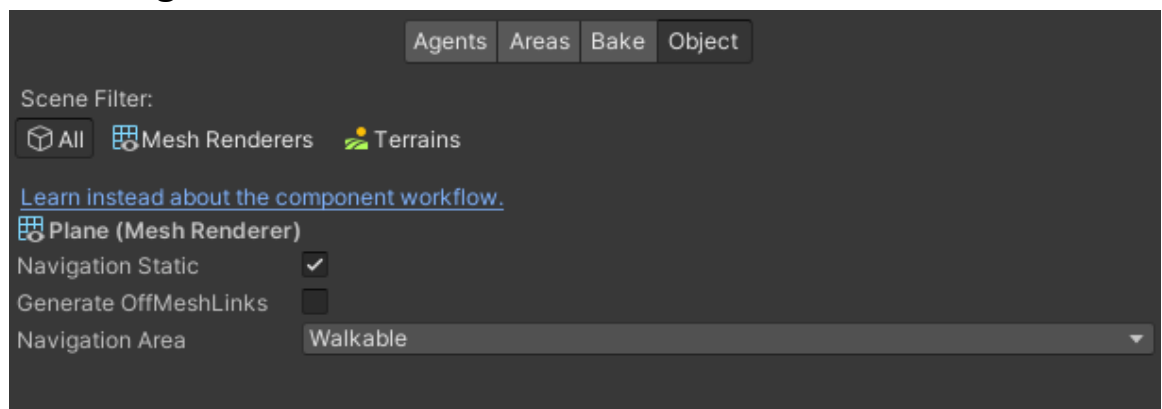 Agents Areas Bake Object
Scene Filter:
All Mesh Renderers Terrains
Learn instead about the component workflow.
Plane (Mesh Renderer)
Navigation Static
Generate OffMeshLinks
Navigation Area Walkable